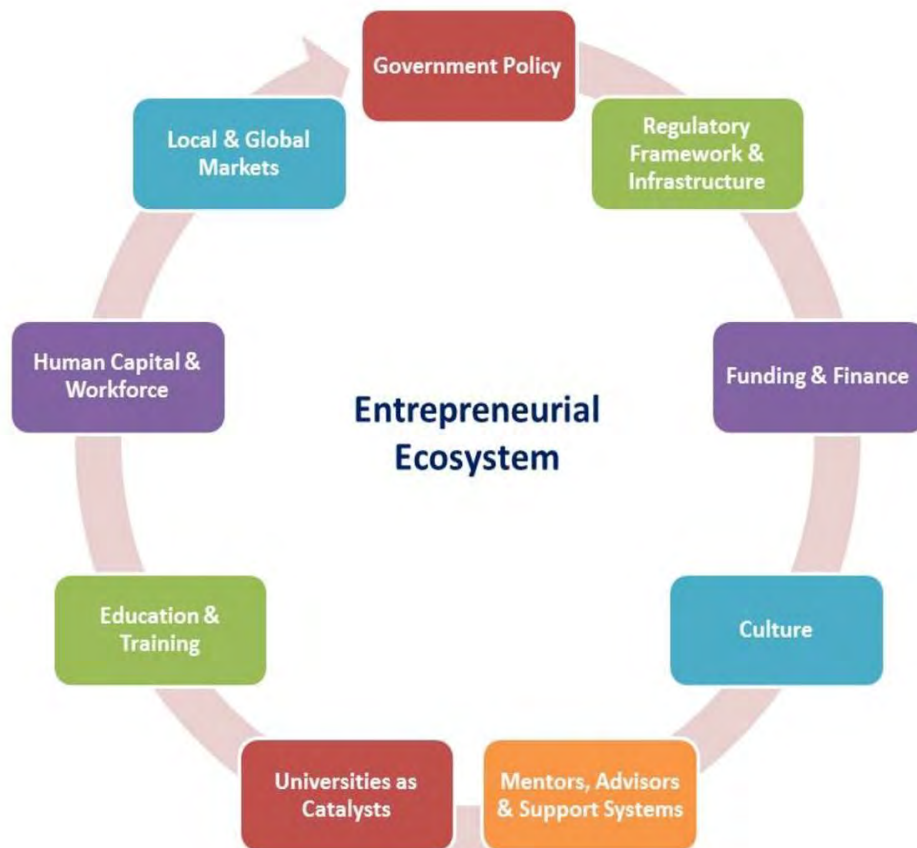 Government Policy
Regulatory
Framework &
Infrastructure
Funding & Finance
Culture
Mentors, Advisors
& Support Systems
Universities as
Catalysts
Education &
Training
Human Capital &
Workforce
Local & Global
Markets
Entrepreneurial
Ecosystem